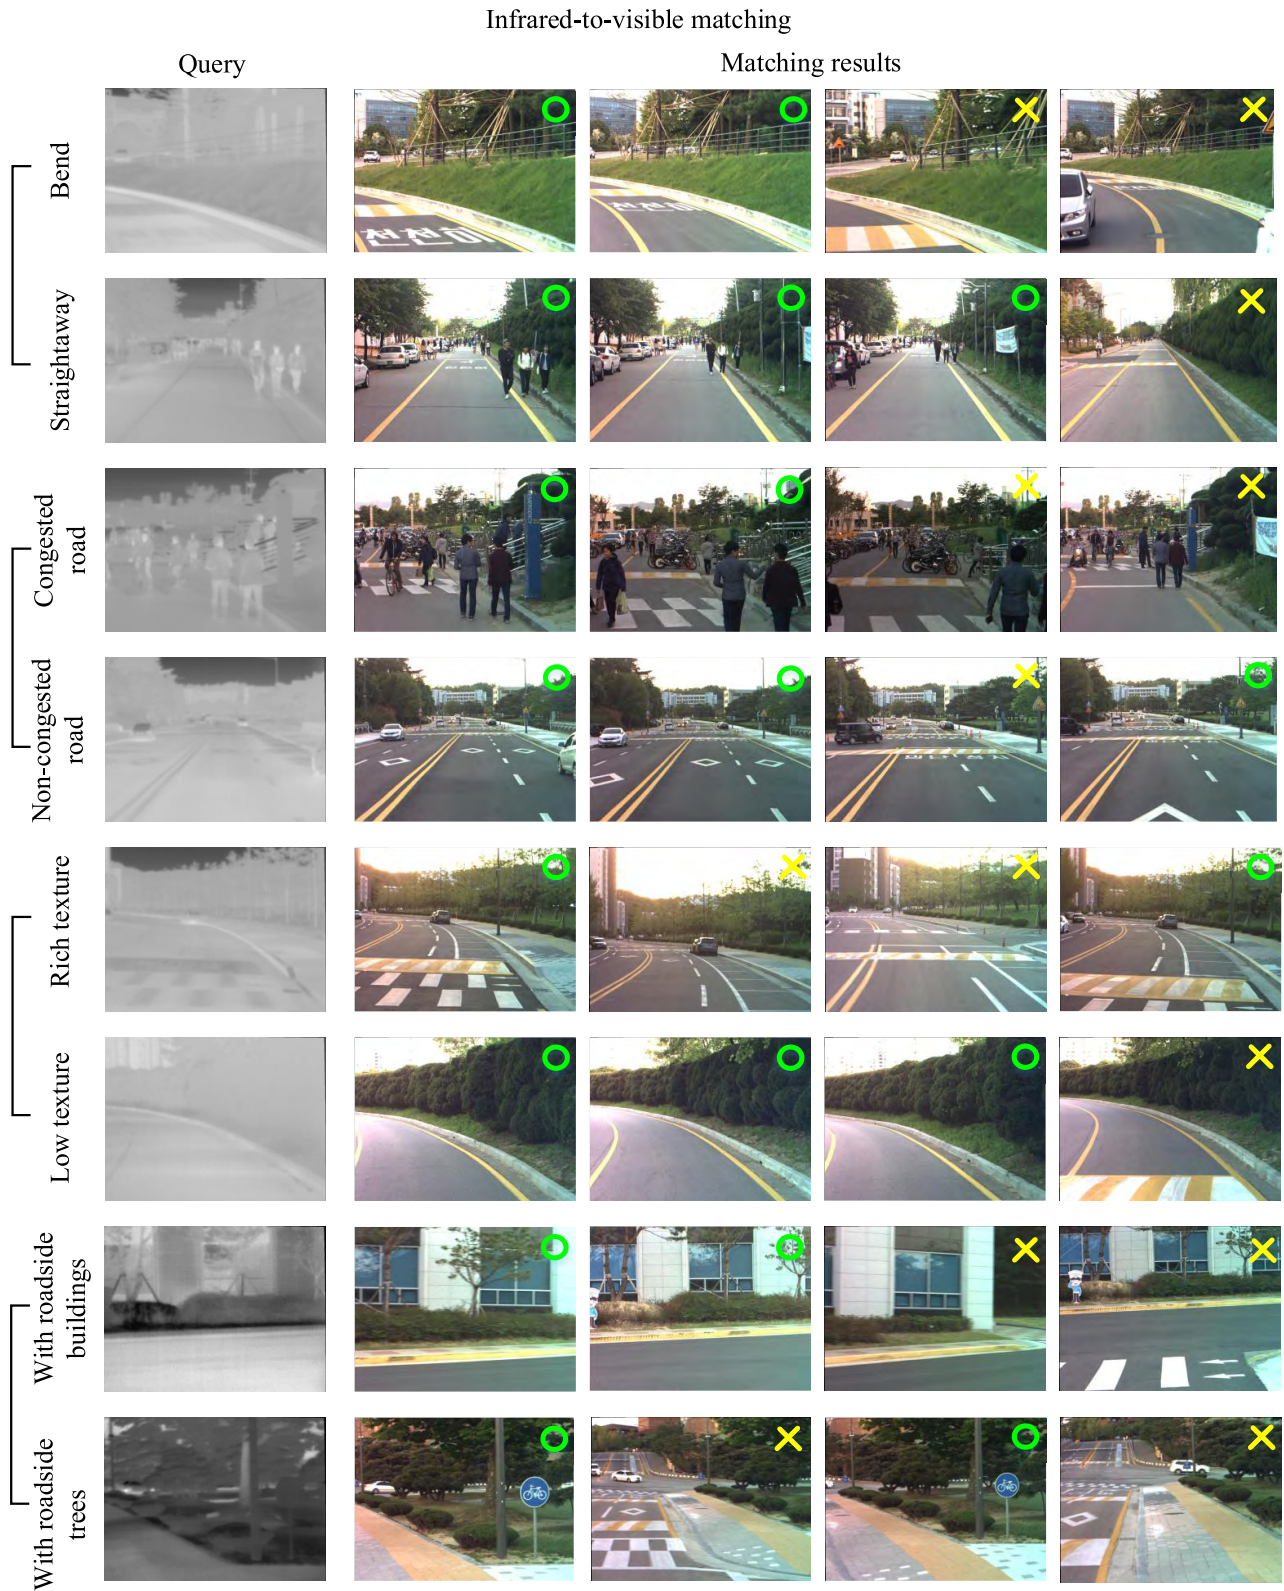 Infrared-to-visible matching
Query
Matching results
Bend
Straightaway
Congested
road
Non-congested
road
Rich texture
Low texture
With roadside
buildings
With roadside
trees